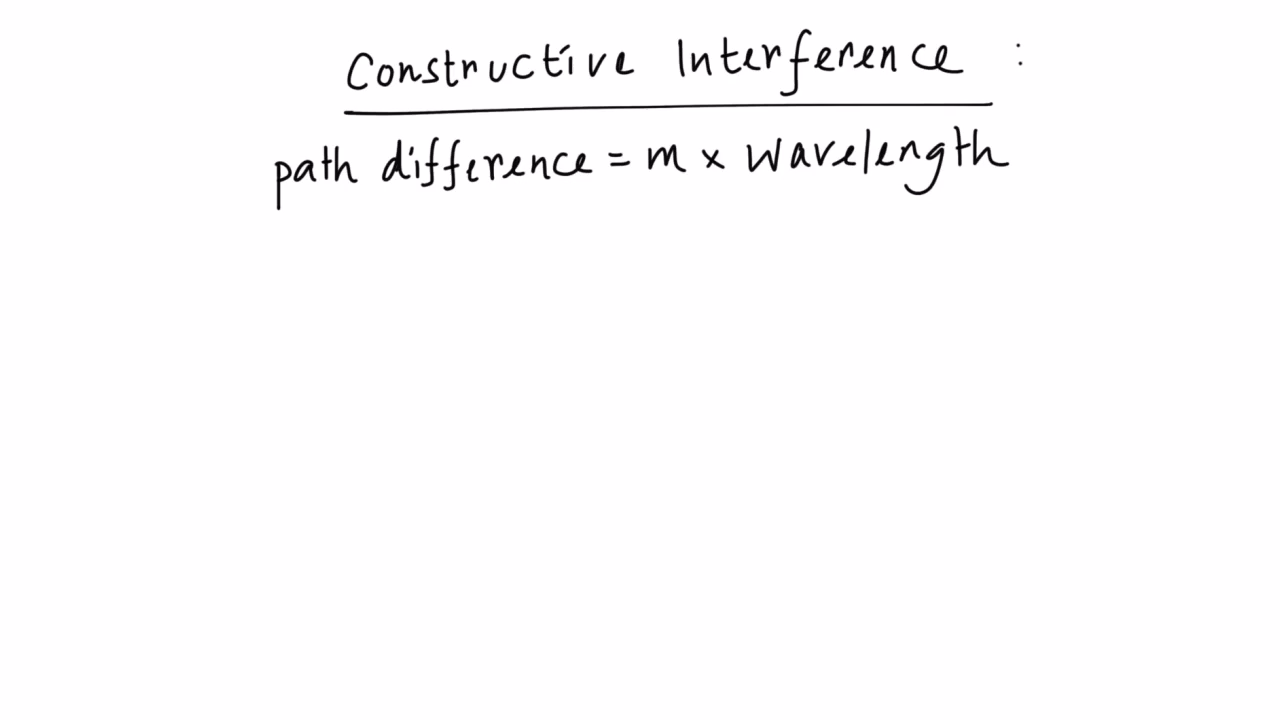 Constructive Interference :
path difference = m × wavelength